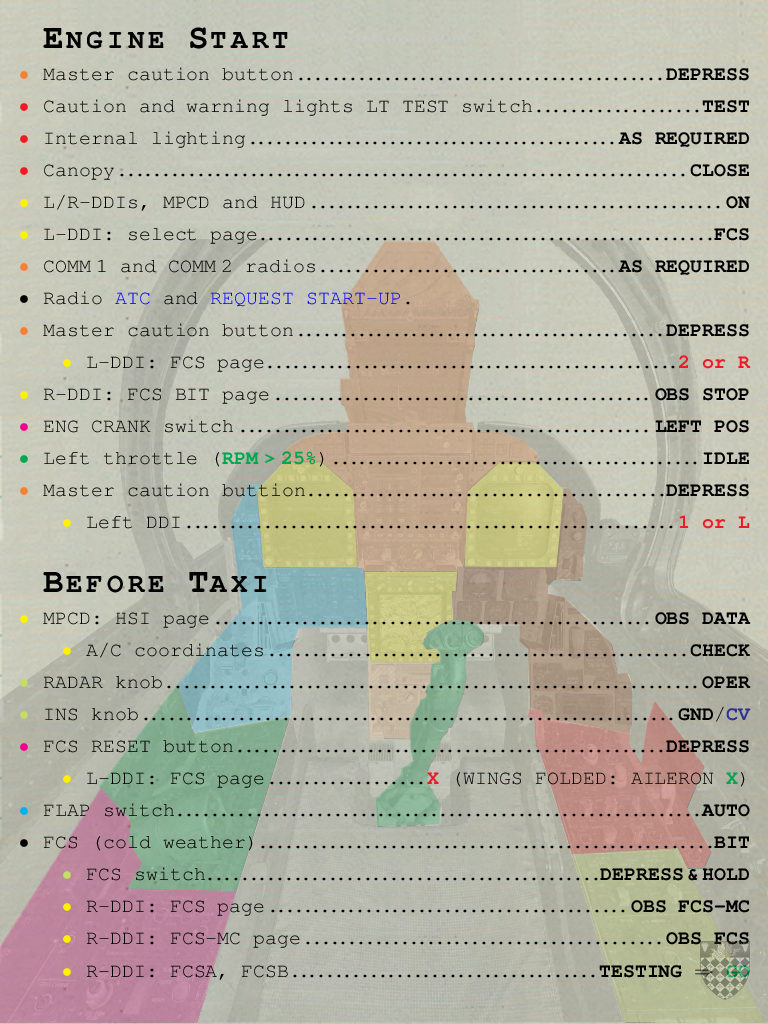 Engine Start
• Master caution button..........DEPRESS
• Caution and warning lights LT TEST switch..........TEST
• Internal lighting..........AS REQUIRED
• Canopy..........CLOSE
• L/R-DDIs, MPCD and HUD..........ON
• L-DDI: select page..........FCS
• COMM 1 and COMM 2 radios..........AS REQUIRED
• Radio ATC and REQUEST START-UP.
• Master caution button..........DEPRESS
• L-DDI: FCS page..........2 or R
• R-DDI: FCS BIT page..........OBS STOP
• ENG CRANK switch..........LEFT POS
• Left throttle (RPM > 25%)..........IDLE
• Master caution buttion..........DEPRESS
• Left DDI..........1 or L
Before Taxi
• MPCD: HSI page..........OBS DATA
• A/C coordinates..........CHECK
• RADAR knob..........OPER
• INS knob..........GND/CV
• FCS RESET button..........DEPRESS
• L-DDI: FCS page..........X (WINGS FOLDED: AILERON X)
• FLAP switch..........AUTO
• FCS (cold weather)..........BIT
• FCS switch..........DEPRESS & HOLD
• R-DDI: FCS page..........OBS FCS-MC
• R-DDI: FCS-MC page..........OBS FCS
• R-DDI: FCSA, FCSB..........TESTING = GO